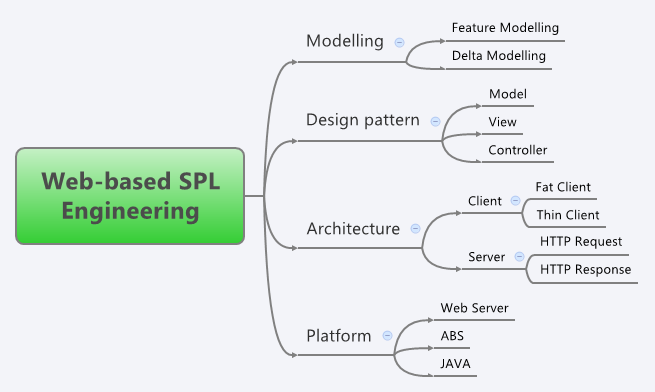 Web-based SPL
Engineering
Modelling
Feature Modelling
Delta Modelling
Design pattern
Model
View
Controller
Architecture
Client
Fat Client
Thin Client
Server
HTTP Request
HTTP Response
Platform
Web Server
ABS
JAVA